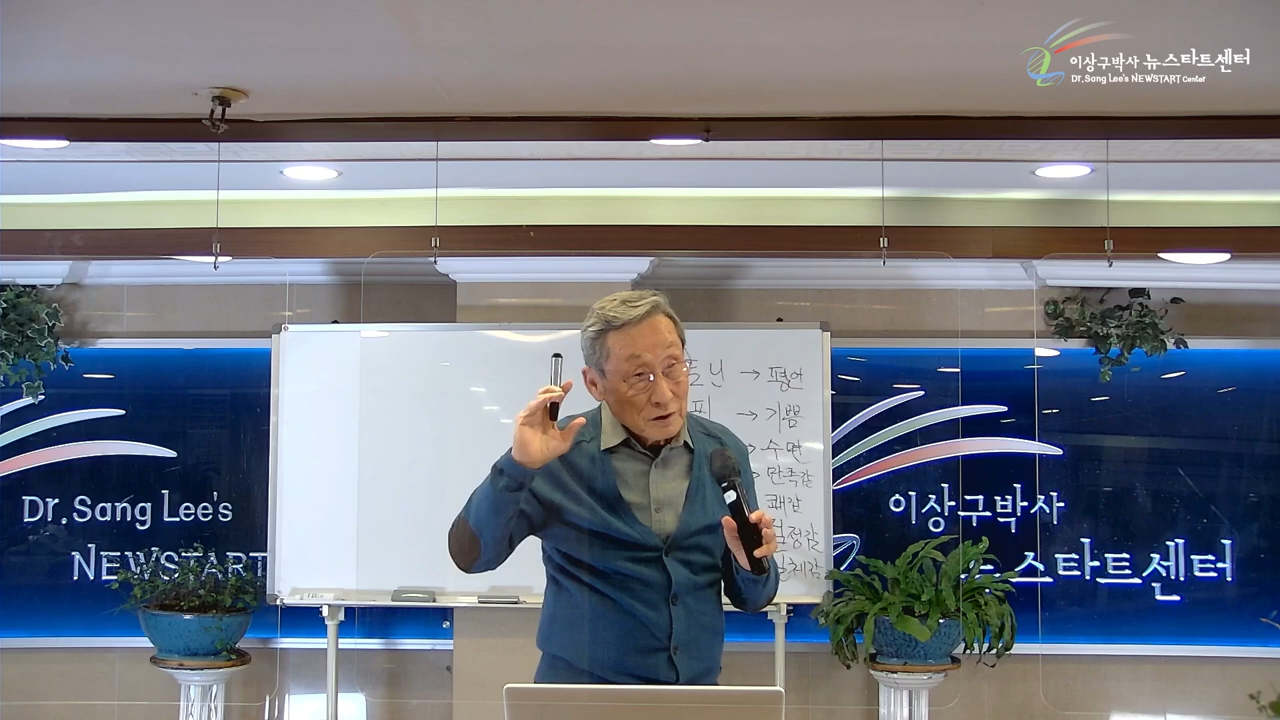 이상구박사 뉴스타트센터
Dr. Sang Lee's NEWSTART Center
→ 평안
→ 기쁨
→ 수면
만족감
쾌감
Dr. Sang Lee's
NEWSTART
이상구박사
스타트센터